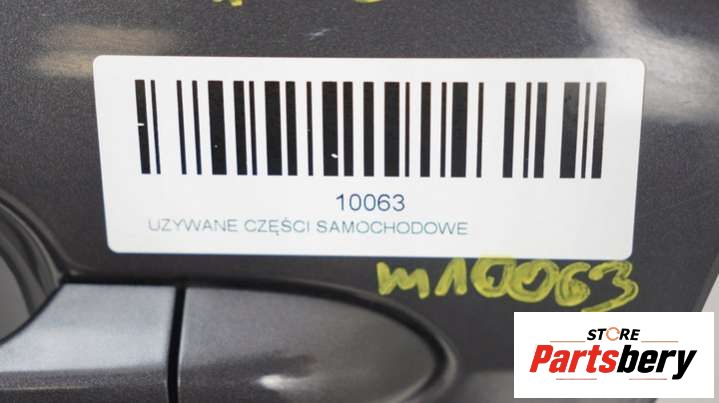 10063
UZYWANE CZĘŚCI SAMOCHODOWE
m10063
STORE
Partsbery